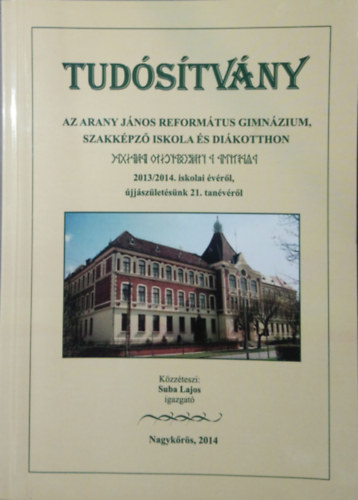 TUDÓSÍTVÁNY
AZ ARANY JÁNOS REFORMÁTUS GIMNÁZIUM,
SZAKKÉPZŐ ISKOLA ÉS DIÁKOTTHON
2013/2014. iskolai évéről,
újjászületésünk 21. tanévéről
Közzéteszi:
Suba Lajos
igazgató
Nagykőrös, 2014